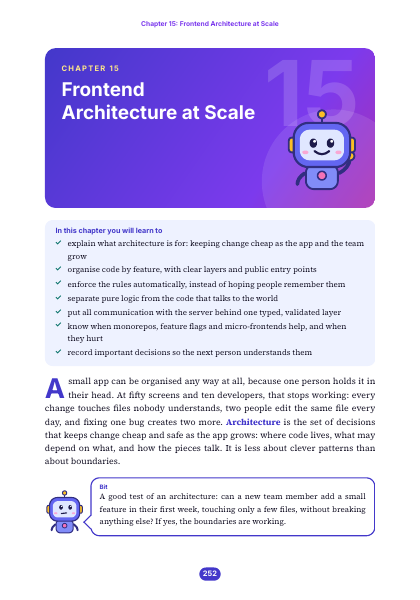 Chapter 15: Frontend Architecture at Scale
15
CHAPTER 15
Frontend
Architecture at Scale
In this chapter you will learn to
explain what architecture is for: keeping change cheap as the app and the team
grow
organise code by feature, with clear layers and public entry points
enforce the rules automatically, instead of hoping people remember them
separate pure logic from the code that talks to the world
put all communication with the server behind one typed, validated layer
know when monorepos, feature flags and micro-frontends help, and when
they hurt
record important decisions so the next person understands them
A small app can be organised any way at all, because one person holds it in
their head. At fifty screens and ten developers, that stops working: every
change touches files nobody understands, two people edit the same file every
day, and fixing one bug creates two more. Architecture is the set of decisions
that keeps change cheap and safe as the app grows: where code lives, what may
depend on what, and how the pieces talk. It is less about clever patterns than
about boundaries.
Bit
A good test of an architecture: can a new team member add a small
feature in their first week, touching only a few files, without breaking
anything else? If yes, the boundaries are working.
252